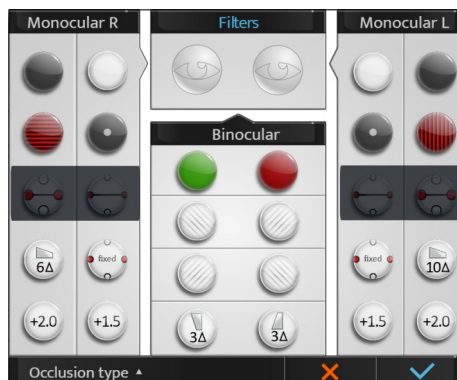 Monocular R
Filters
Monocular L
Binocular
6Δ
fixed
fixed
10Δ
+2.0
+1.5
3Δ
3Δ
+1.5
+2.0
Occlusion type